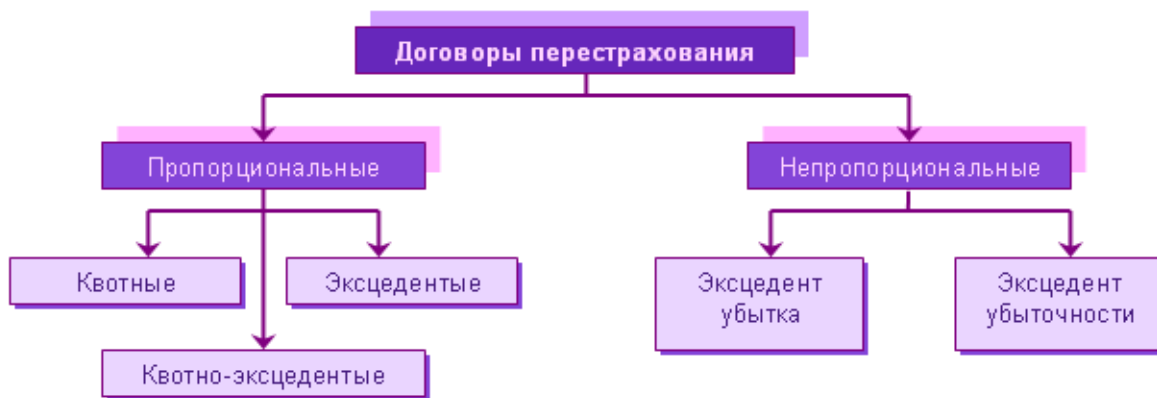 Договоры перестрахования
Пропорциональные
Непропорциональные
Квотные
Эксцедентые
Эксцедент
убытка
Эксцедент
убыточности
Квотно-эксцедентые